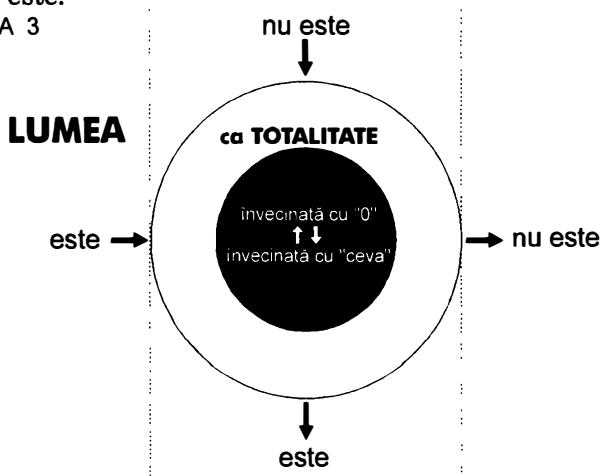 este.
A 3
nu este
LUMEA
ca TOTALITATE
învecinată cu "0"
învecinată cu "ceva"
este
nu este
este